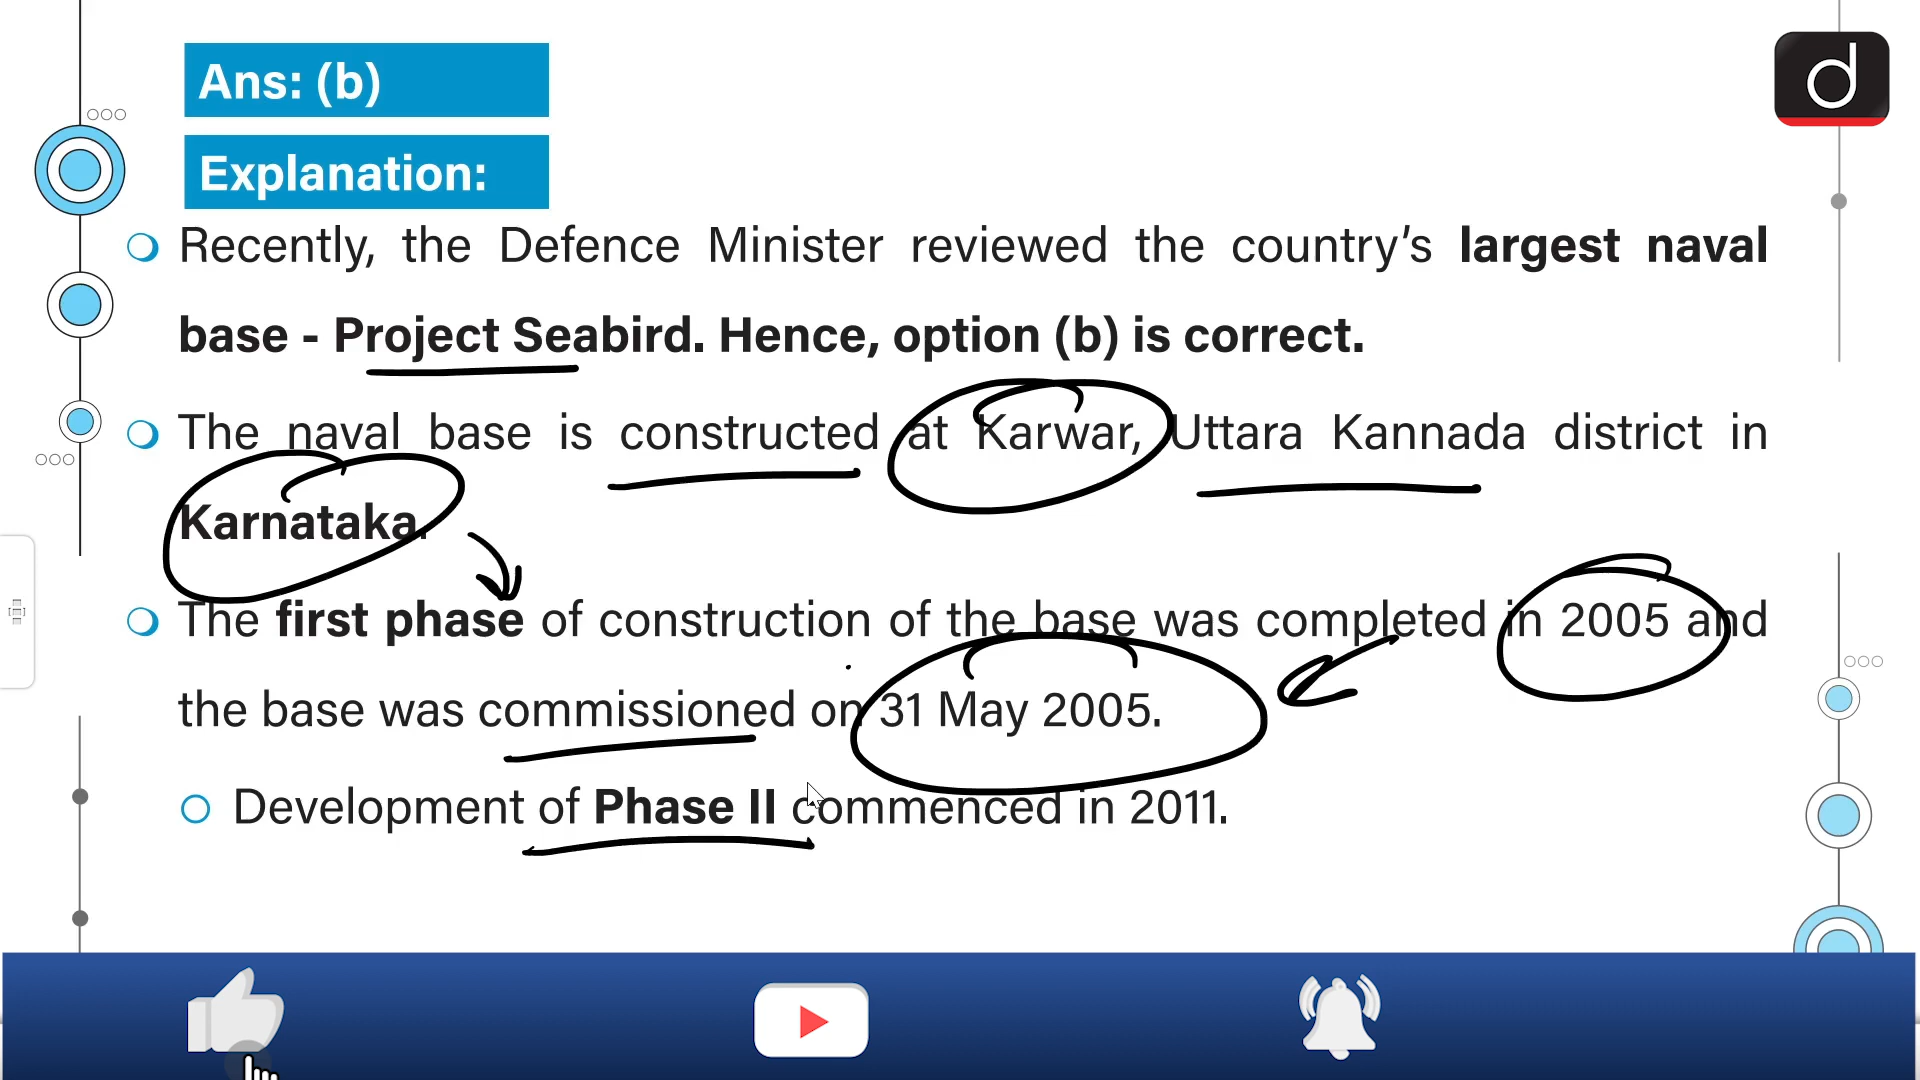 Ans: (b)
Explanation:
Recently, the Defence Minister reviewed the country's largest naval
base - Project Seabird. Hence, option (b) is correct.
The naval base is constructed at Karwar, Uttara Kannada district in
Karnataka.
The first phase of construction of the base was completed in 2005 and
the base was commissioned on 31 May 2005.
Development of Phase II commenced in 2011.